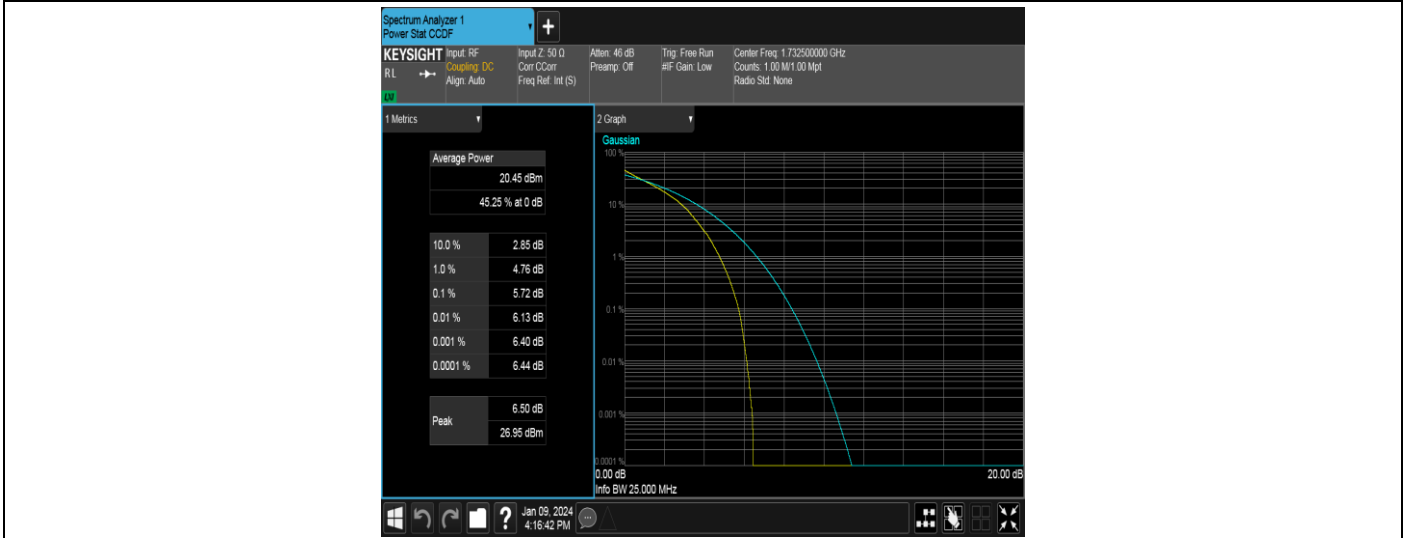 Spectrum Analyzer 1
Power Stat CCDF
+
KEYSIGHT Input: RF Input Z: 50 Ω Atten: 46 dB Trig: Free Run Center Freq: 1.732500000 GHz
RL Coupling: DC Corr CCorr Preamp: Off #IF Gain: Low Counts: 1.00 M/1.00 Mpt
Align: Auto Freq Ref: Int (S) Radio Std: None
LXI
1 Metrics
Average Power
20.45 dBm
45.25 % at 0 dB
10.0 % 2.85 dB
1.0 % 4.76 dB
0.1 % 5.72 dB
0.01 % 6.13 dB
0.001 % 6.40 dB
0.0001 % 6.44 dB
Peak
6.50 dB
26.95 dBm
2 Graph
Gaussian
100 %
10 %
1 %
0.1 %
0.01 %
0.001 %
0.0001 %
0.00 dB 20.00 dB
Info BW 25.000 MHz
? Jan 09, 2024
4:16:42 PM